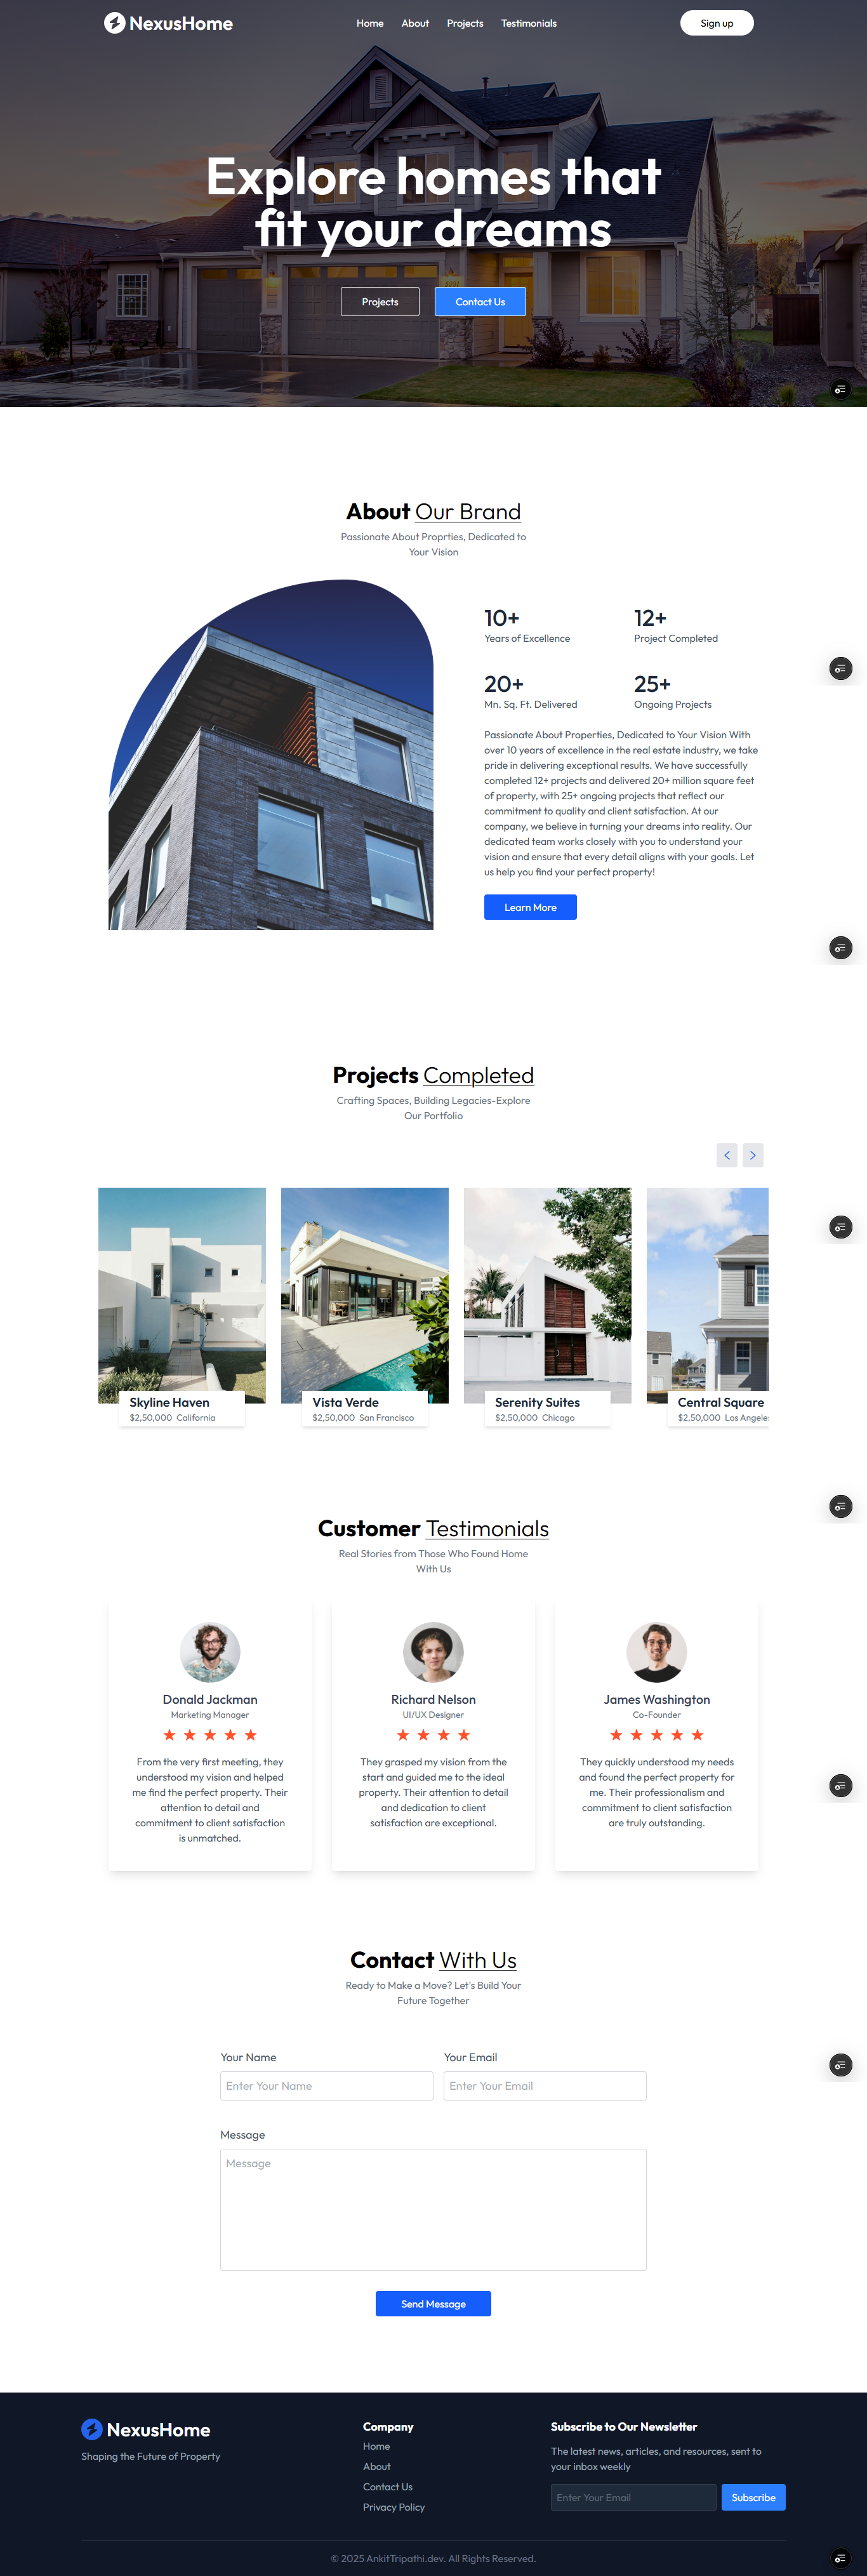 NexusHome
Home About Projects Testimonials
Sign up
Explore homes that
fit your dreams
Projects
Contact Us
About Our Brand
Passionate About Proprties, Dedicated to
Your Vision
10+
Years of Excellence
12+
Project Completed
20+
Mn. Sq. Ft. Delivered
25+
Ongoing Projects
Passionate About Properties, Dedicated to Your Vision With
over 10 years of excellence in the real estate industry, we take
pride in delivering exceptional results. We have successfully
completed 12+ projects and delivered 20+ million square feet
of property, with 25+ ongoing projects that reflect our
commitment to quality and client satisfaction. At our
company, we believe in turning your dreams into reality. Our
dedicated team works closely with you to understand your
vision and ensure that every detail aligns with your goals. Let
us help you find your perfect property!
Learn More
Projects Completed
Crafting Spaces, Building Legacies-Explore
Our Portfolio
Skyline Haven
$2,50,000 California
Vista Verde
$2,50,000 San Francisco
Serenity Suites
$2,50,000 Chicago
Central Square
$2,50,000 Los Angele
Customer Testimonials
Real Stories from Those Who Found Home
With Us
Donald Jackman
Marketing Manager
From the very first meeting, they
understood my vision and helped
me find the perfect property. Their
attention to detail and
commitment to client satisfaction
is unmatched.
Richard Nelson
UI/UX Designer
They grasped my vision from the
start and guided me to the ideal
property. Their attention to detail
and dedication to client
satisfaction are exceptional.
James Washington
Co-Founder
They quickly understood my needs
and found the perfect property for
me. Their professionalism and
commitment to client satisfaction
are truly outstanding.
Contact With Us
Ready to Make a Move? Let's Build Your
Future Together
Your Name
Enter Your Name
Your Email
Enter Your Email
Message
Message
Send Message
NexusHome
Shaping the Future of Property
Company
Home
About
Contact Us
Privacy Policy
Subscribe to Our Newsletter
The latest news, articles, and resources, sent to
your inbox weekly
Enter Your Email
Subscribe
© 2025 AnkitTripathi.dev. All Rights Reserved.